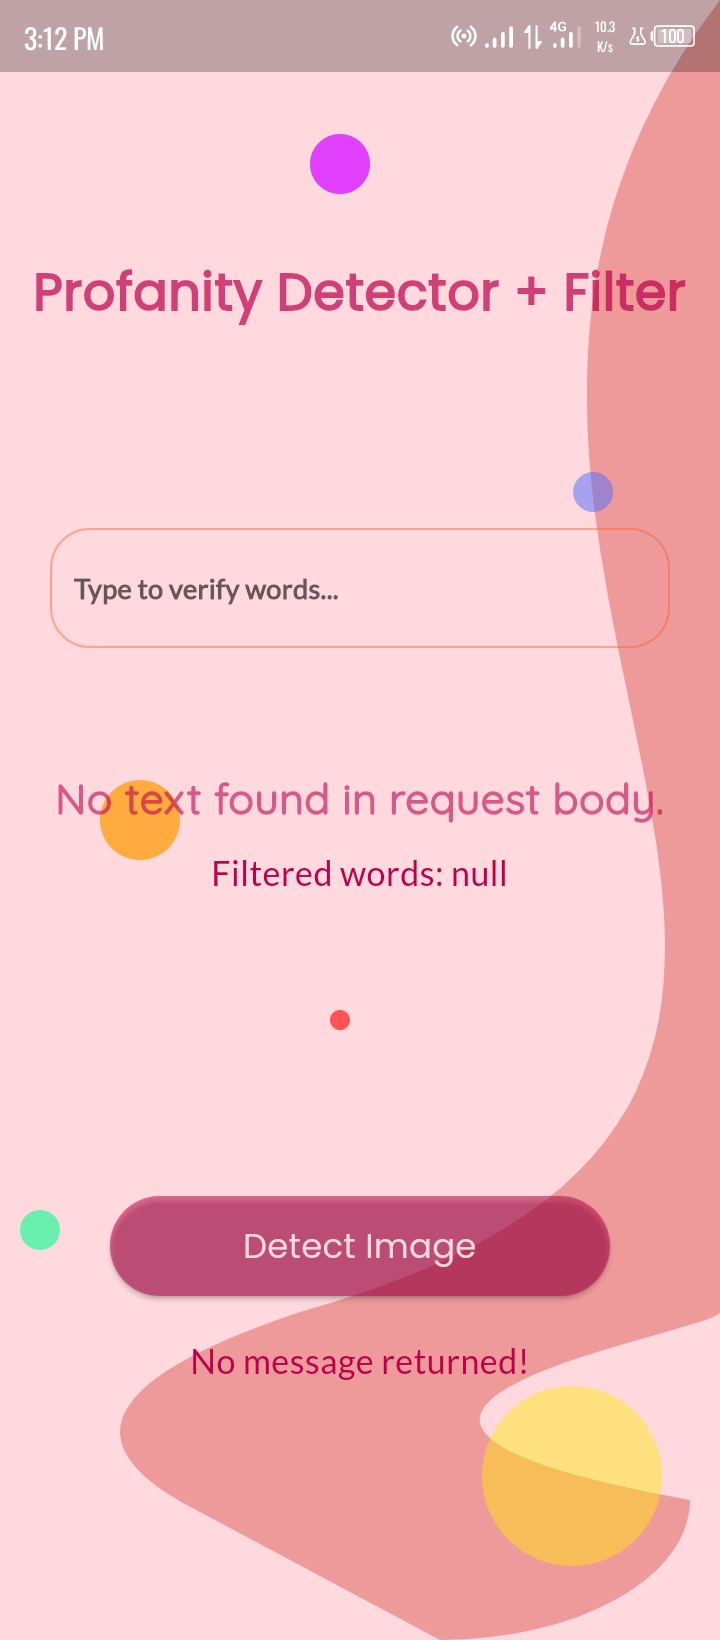 3:12 PM
4G
10.3
K/s
100
Profanity Detector + Filter
Type to verify words...
No text found in request body.
Filtered words: null
Detect Image
No message returned!